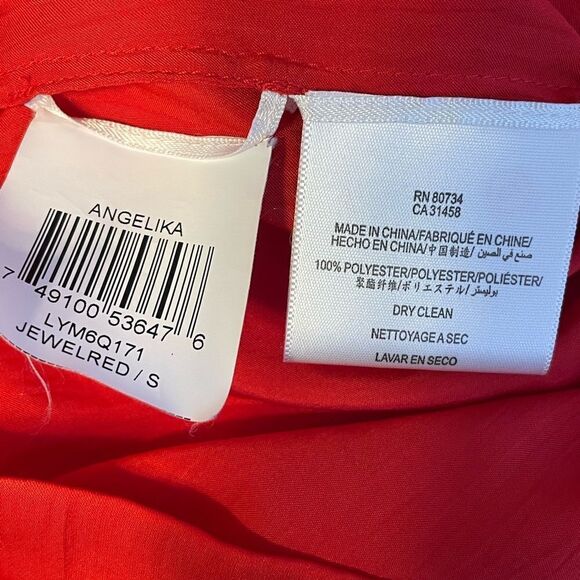 ANGELIKA
7 49100 53647 6
LYM6Q171
JEWELRED / S
RN 80734
CA 31458
MADE IN CHINA/FABRIQUÉ EN CHINE/
HECHO EN CHINA/中国制造/صنع في الصين/
100% POLYESTER/POLYESTER/POLIÉSTER/
聚酯纤维/ポリエステル/بوليستر/
DRY CLEAN
NETTOYAGE A SEC
LAVAR EN SECO